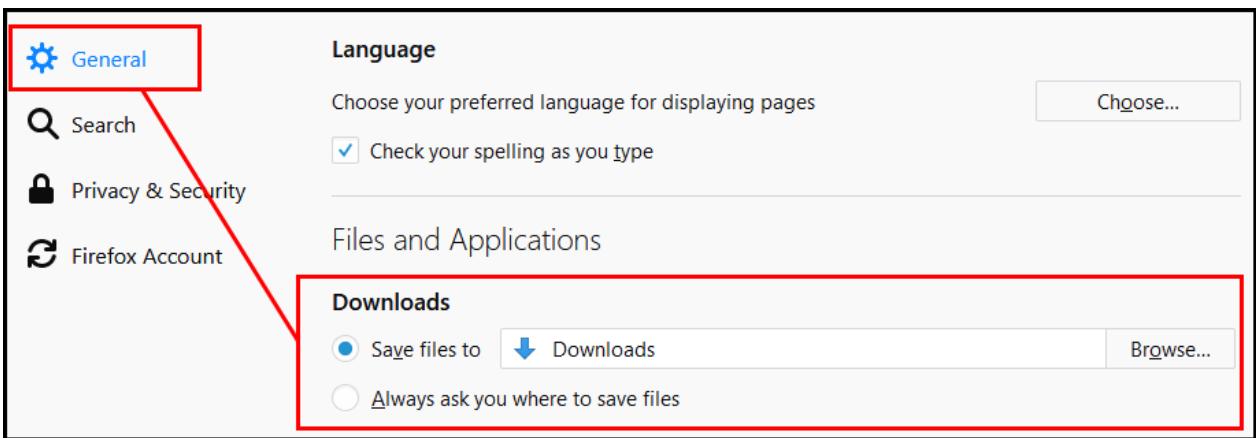 General
Search
Privacy & Security
Firefox Account
Language
Choose your preferred language for displaying pages
Choose...
Check your spelling as you type
Files and Applications
Downloads
Save files to
Downloads
Browse...
Always ask you where to save files